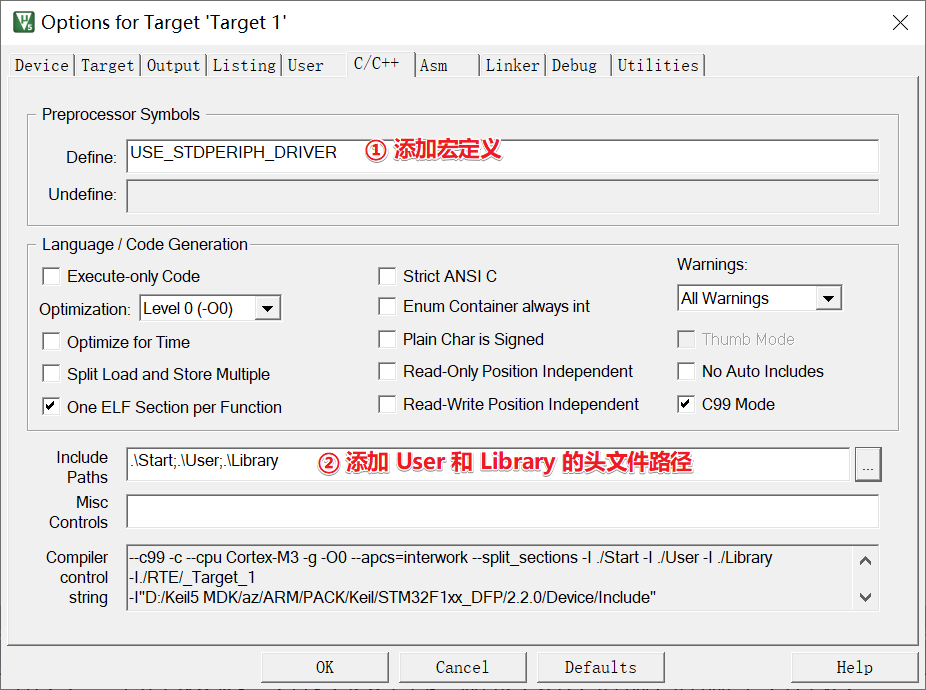 Options for Target 'Target 1'
Device Target Output Listing User C/C++ Asm Linker Debug Utilities
Preprocessor Symbols
Define: USE_STDPERIPH_DRIVER ① 添加宏定义
Undefine:
Language / Code Generation
Execute-only Code
Optimization: Level 0 (-O0)
Optimize for Time
Split Load and Store Multiple
One ELF Section per Function
Strict ANSI C
Enum Container always int
Plain Char is Signed
Read-Only Position Independent
Read-Write Position Independent
Warnings:
All Warnings
Thumb Mode
No Auto Includes
C99 Mode
Include
Paths
.\Start;.\User;.\Library ② 添加 User 和 Library 的头文件路径
...
Misc
Controls
Compiler
control
string
--c99 -c --cpu Cortex-M3 -g -O0 --apcs=interwork --split_sections -I ./Start -I ./User -I ./Library
-I./RTE/_Target_1
-I"D:/Keil5 MDK/az/ARM/PACK/Keil/STM32F1xx_DFP/2.2.0/Device/Include"
OK Cancel Defaults Help